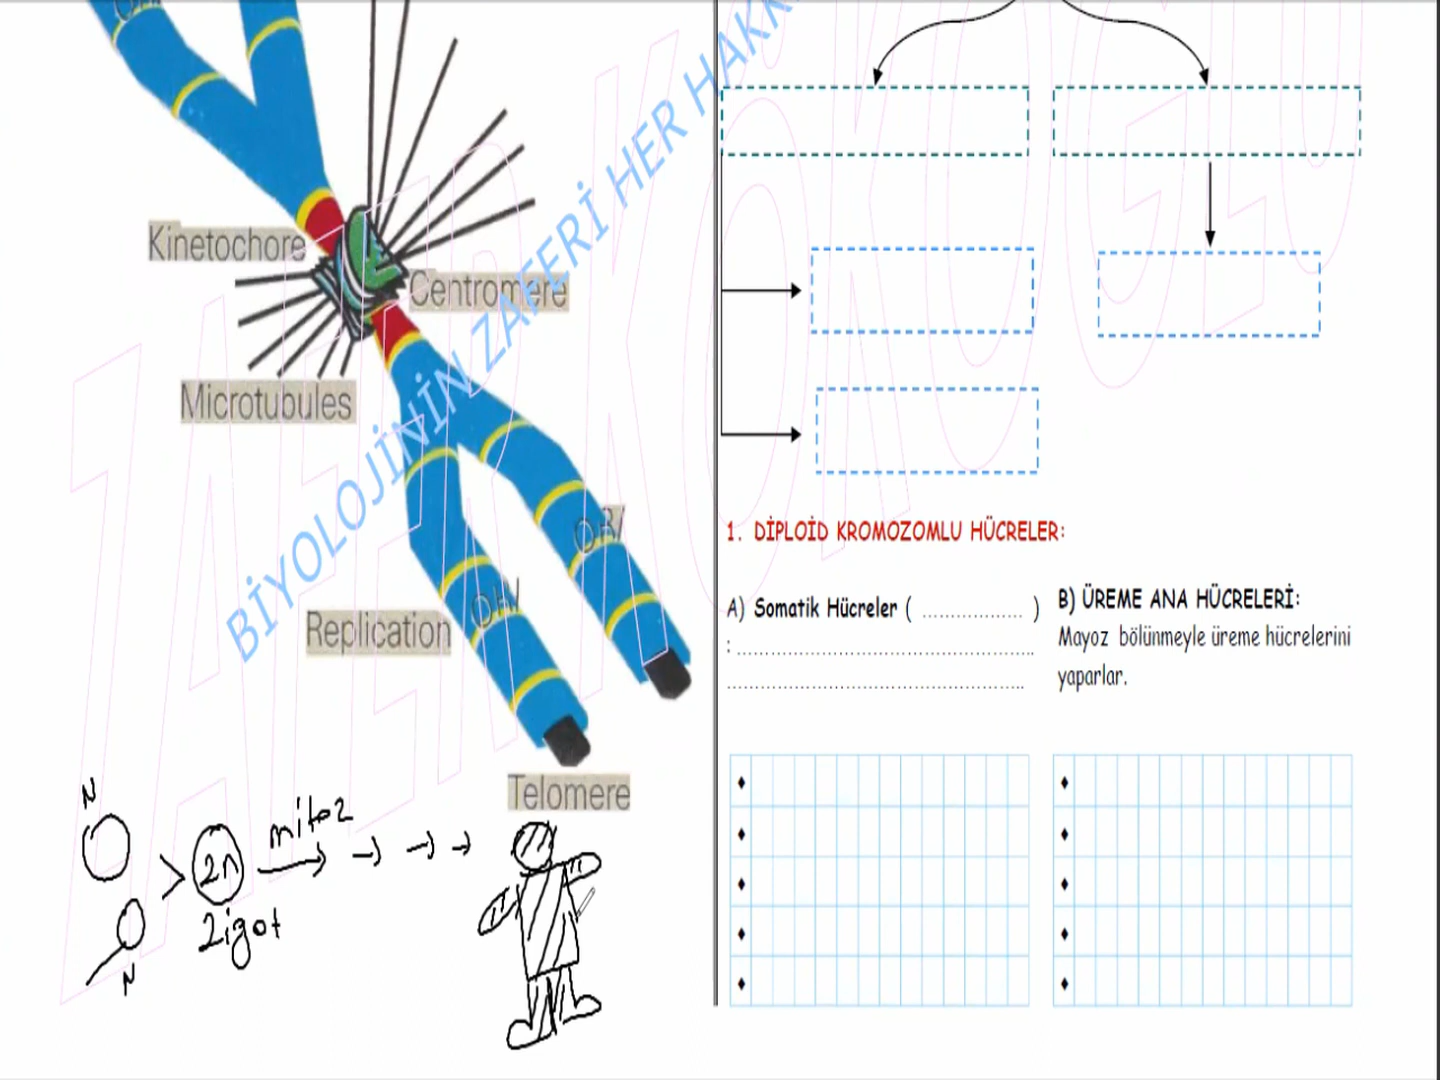 Kinetochore
Centromere
Microtubules
ORI
ORI
Replication
Telomere
N
2n
mitoz
Zigot
N
BİYOLOJİNİN ZAFERİ HER HAKK
1. DİPLOİD KROMOZOMLU HÜCRELER:
A) Somatik Hücreler ( ................ )
: ..............................................
..............................................
B) ÜREME ANA HÜCRELERİ:
Mayoz bölünmeyle üreme hücrelerini
yaparlar.